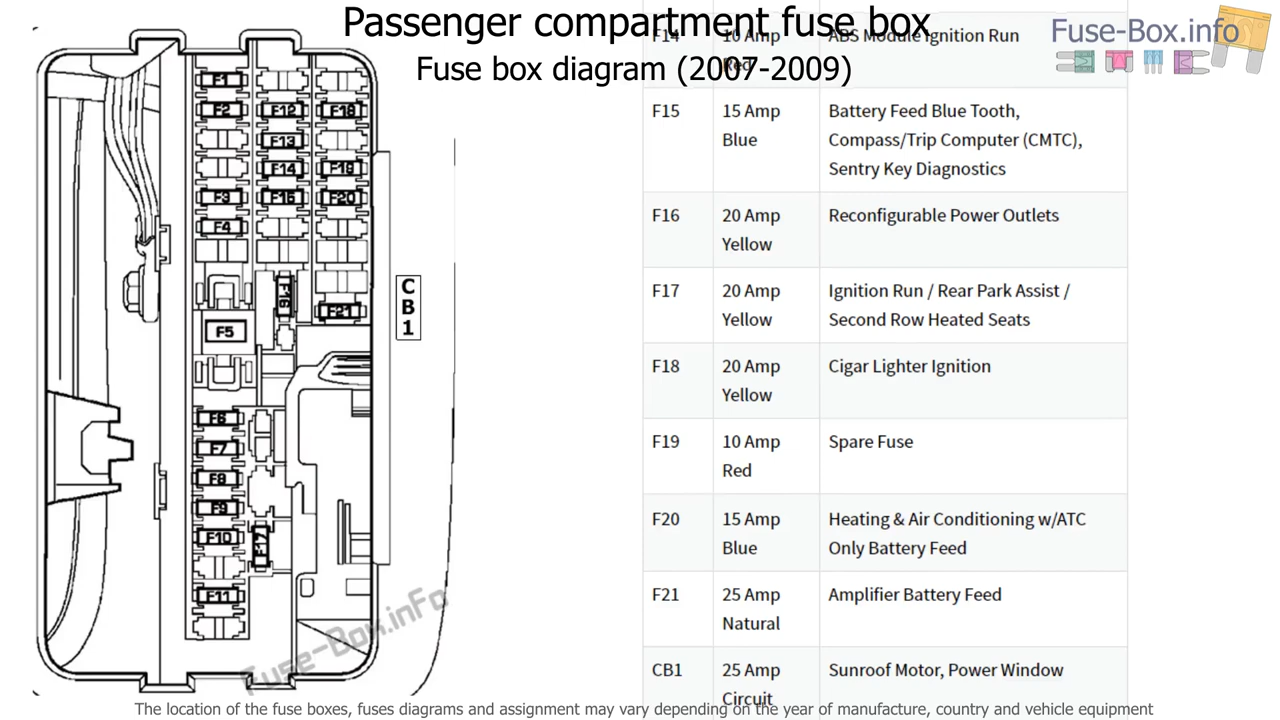 Passenger compartment fuse box
Fuse box diagram (2007-2009)
Fuse-Box.info
F1
F2 F12 F18
F13
F14 F19
F3 F15 F20
F4
F16
F21
F5
CB1
F6
F7
F8
F9
F10
F17
F11
Fuse-Box.inFo
F14 10 Amp ABS Module Ignition Run
Red
F15 15 Amp Battery Feed Blue Tooth,
Blue Compass/Trip Computer (CMTC),
Sentry Key Diagnostics
F16 20 Amp Reconfigurable Power Outlets
Yellow
F17 20 Amp Ignition Run / Rear Park Assist /
Yellow Second Row Heated Seats
F18 20 Amp Cigar Lighter Ignition
Yellow
F19 10 Amp Spare Fuse
Red
F20 15 Amp Heating & Air Conditioning w/ATC
Blue Only Battery Feed
F21 25 Amp Amplifier Battery Feed
Natural
CB1 25 Amp Sunroof Motor, Power Window
Circuit
The location of the fuse boxes, fuses diagrams and assignment may vary depending on the year of manufacture, country and vehicle equipment